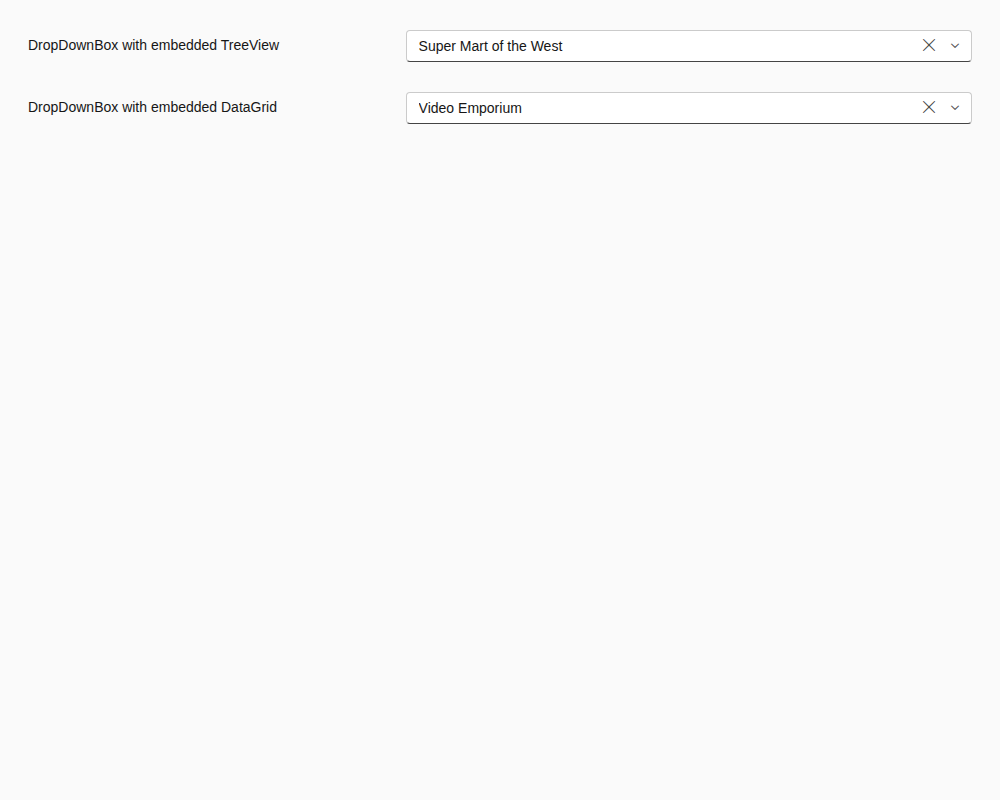 DropDownBox with embedded TreeView
Super Mart of the West
DropDownBox with embedded DataGrid
Video Emporium